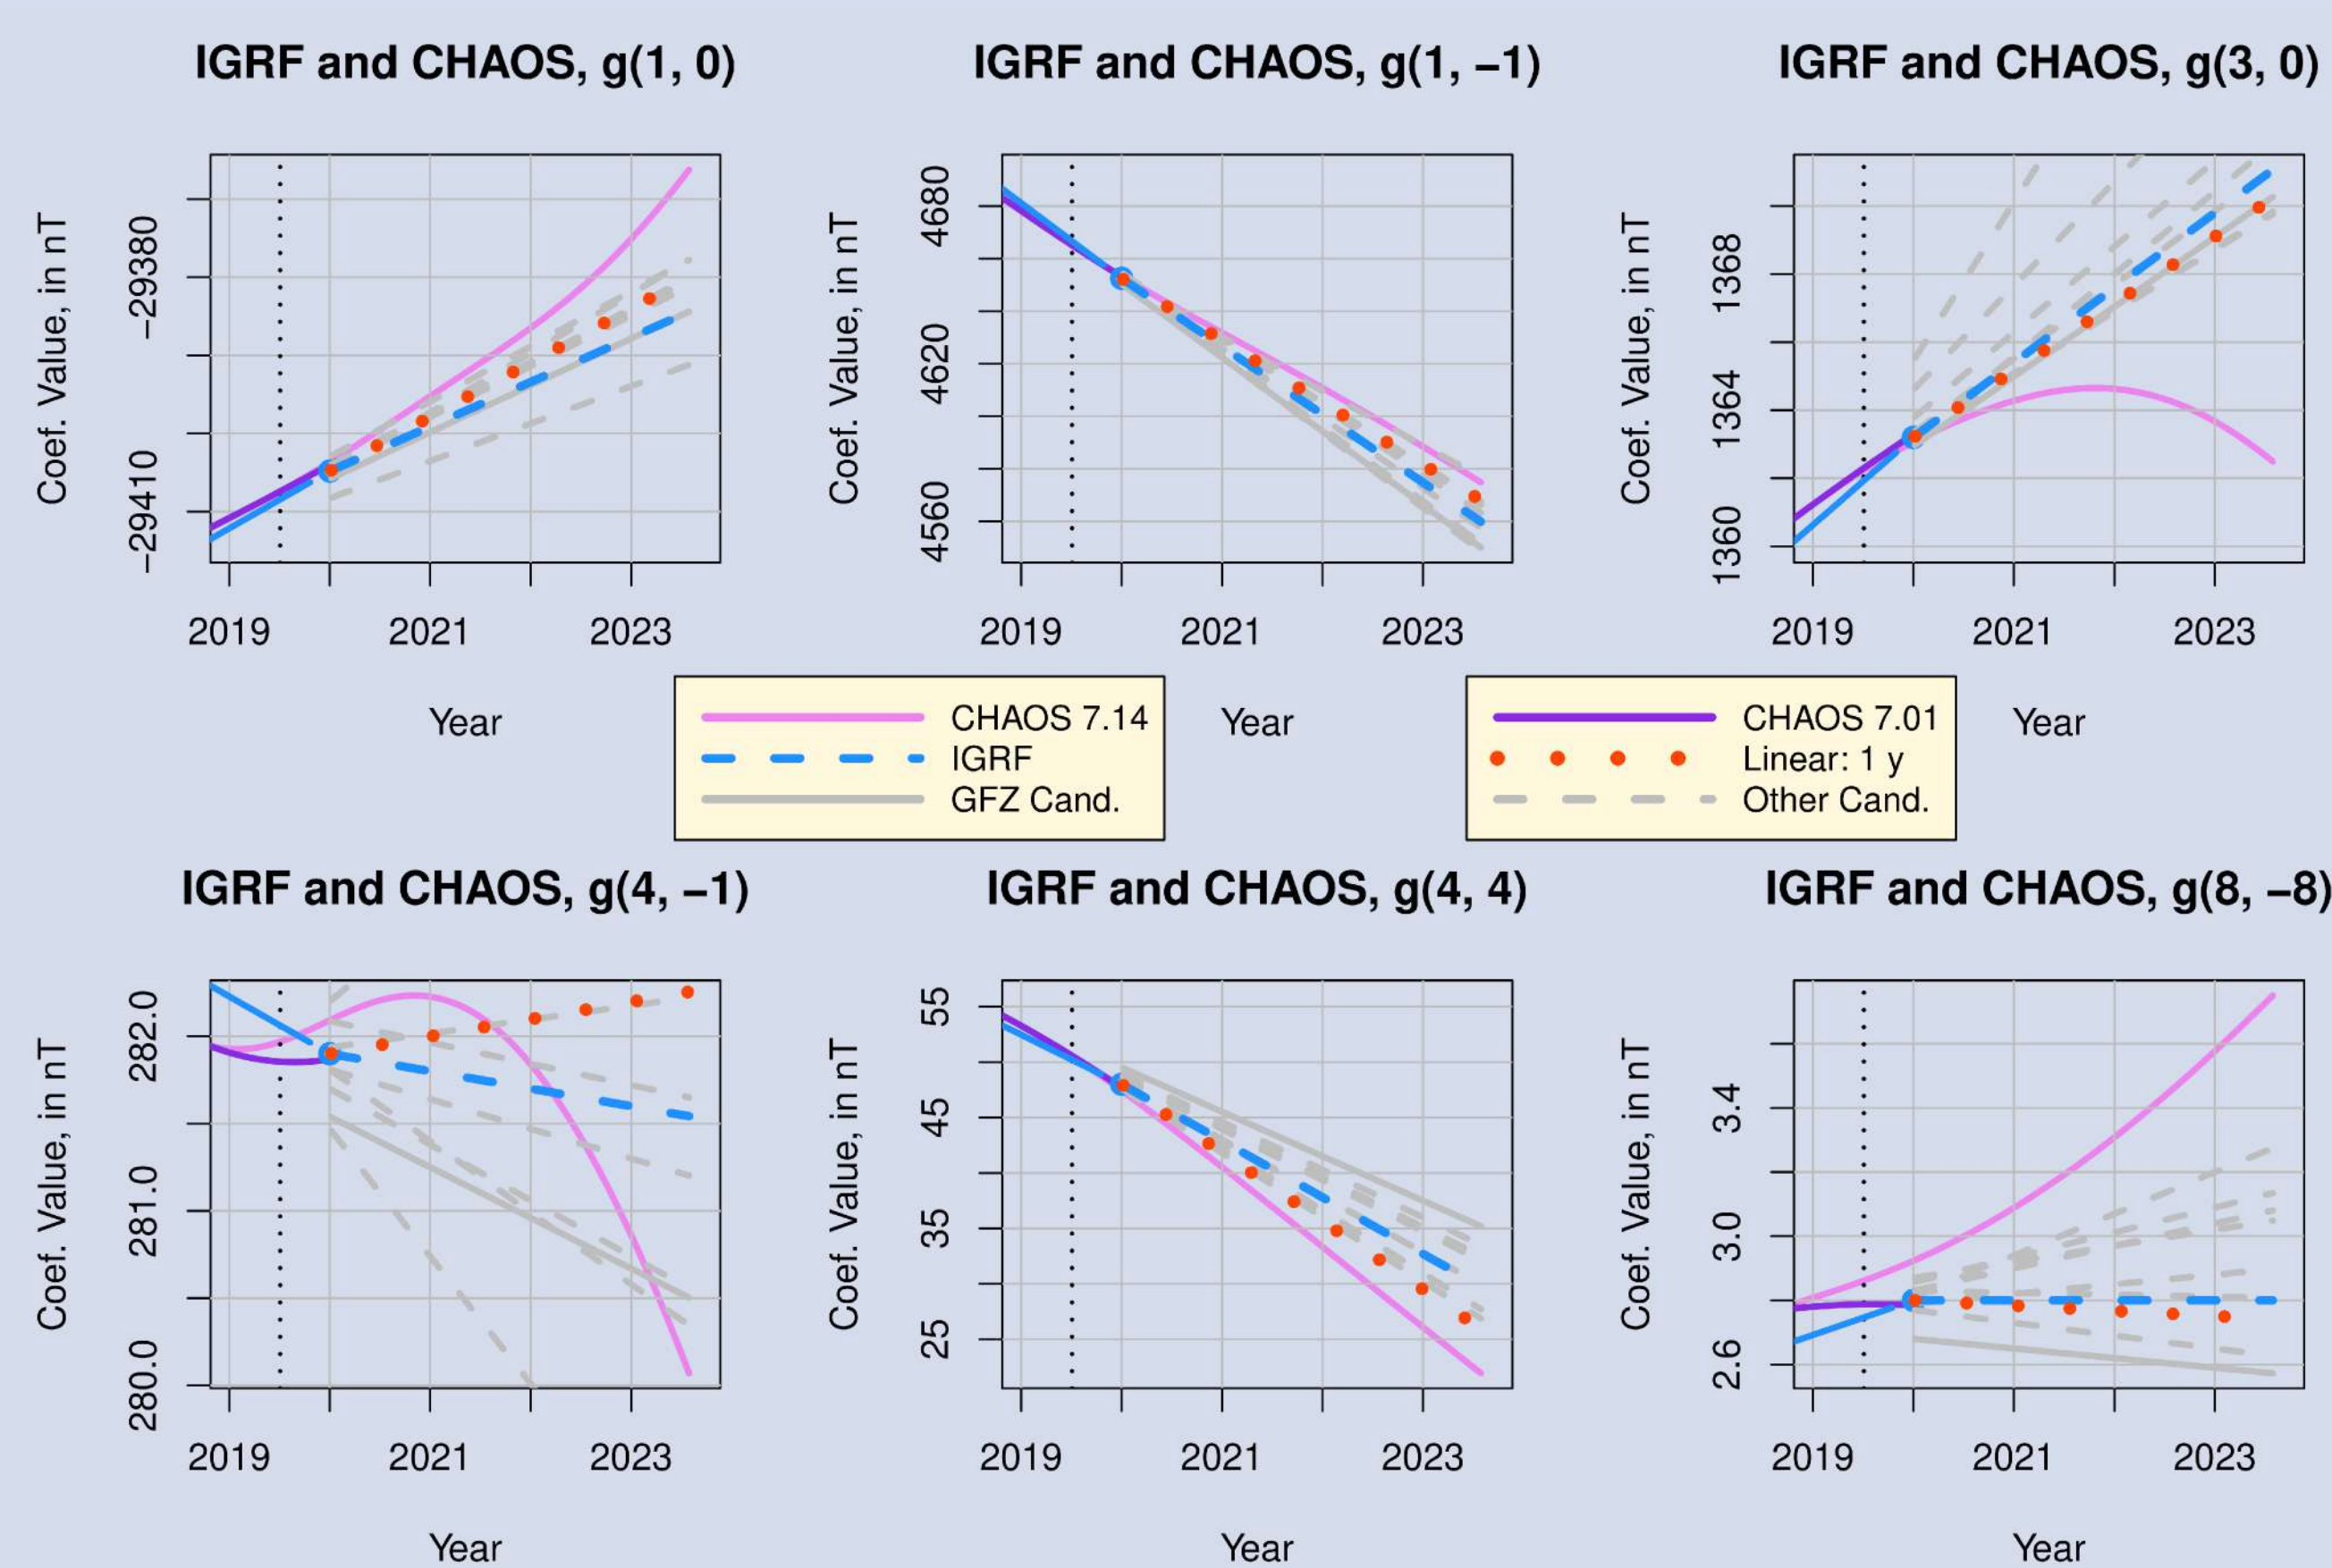 IGRF and CHAOS, g(1, 0)
Coef. Value, in nT
−29380
−29410
2019 2021 2023
Year
IGRF and CHAOS, g(1, −1)
Coef. Value, in nT
4680
4620
4560
2019 2021 2023
Year
IGRF and CHAOS, g(3, 0)
Coef. Value, in nT
1368
1364
1360
2019 2021 2023
Year
CHAOS 7.14
IGRF
GFZ Cand.
CHAOS 7.01
Linear: 1 y
Other Cand.
IGRF and CHAOS, g(4, −1)
Coef. Value, in nT
282.0
281.0
280.0
2019 2021 2023
Year
IGRF and CHAOS, g(4, 4)
Coef. Value, in nT
55
45
35
25
2019 2021 2023
Year
IGRF and CHAOS, g(8, −8)
Coef. Value, in nT
3.4
3.0
2.6
2019 2021 2023
Year